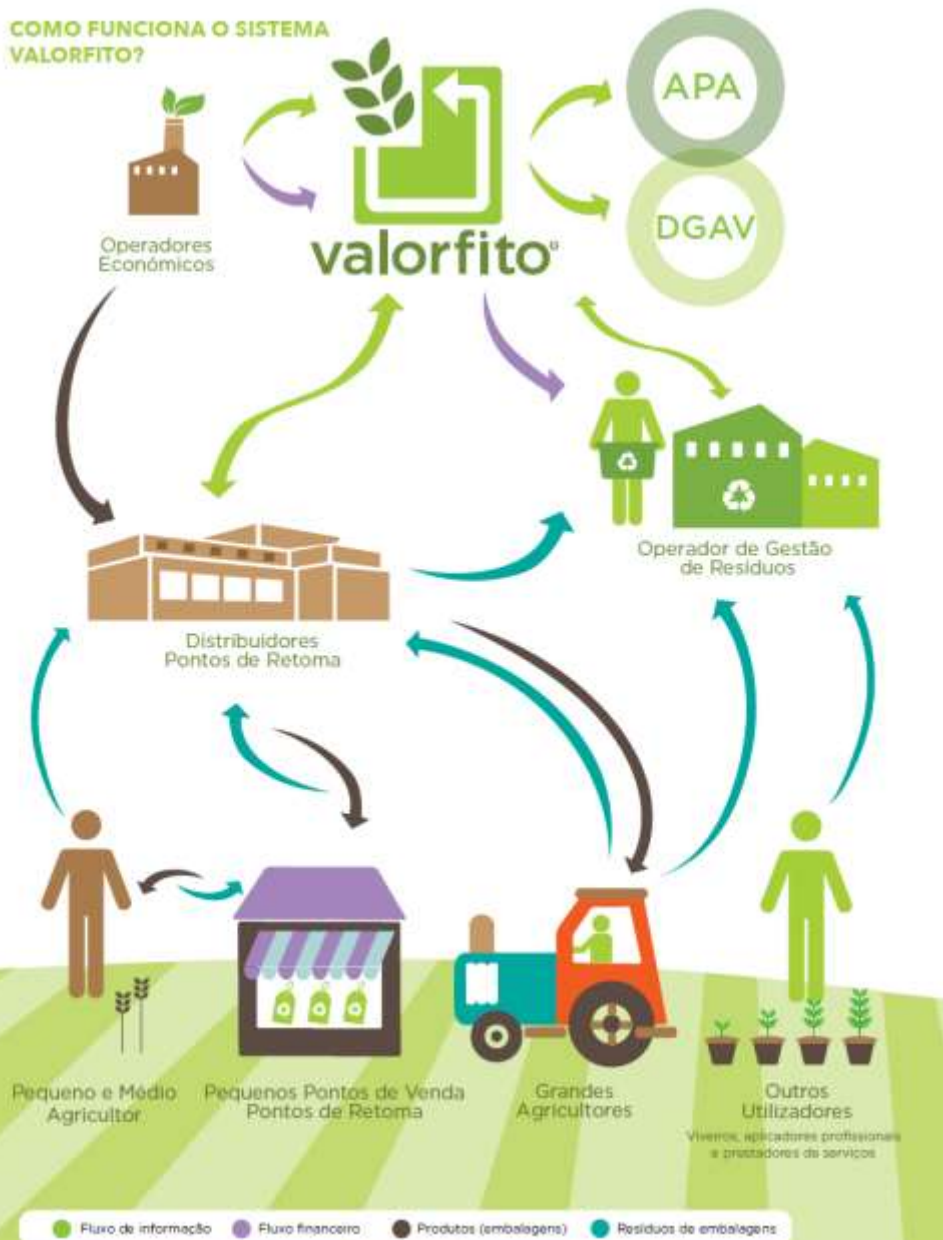 COMO FUNCIONA O SISTEMA
VALORFITO?
APA
DGAV
valorfito®
Operadores
Económicos
Operador de Gestão
de Resíduos
Distribuidores
Pontos de Retoma
Pequeno e Médio
Agricultor
Pequenos Pontos de Venda
Pontos de Retoma
Grandes
Agricultores
Outros
Utilizadores
Viveiros, aplicadores profissionais
e prestadores de serviços
Fluxo de informação
Fluxo financeiro
Produtos (embalagens)
Resíduos de embalagens